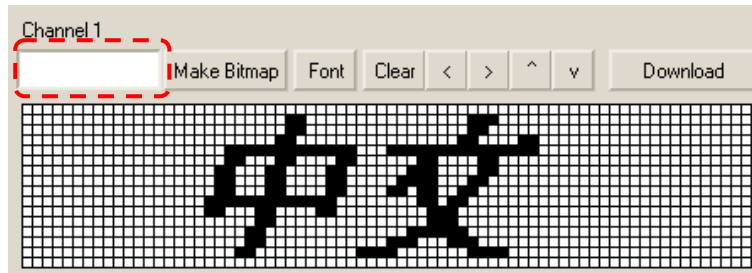 Channel 1
Make Bitmap Font Clear < > ^ v Download
中文